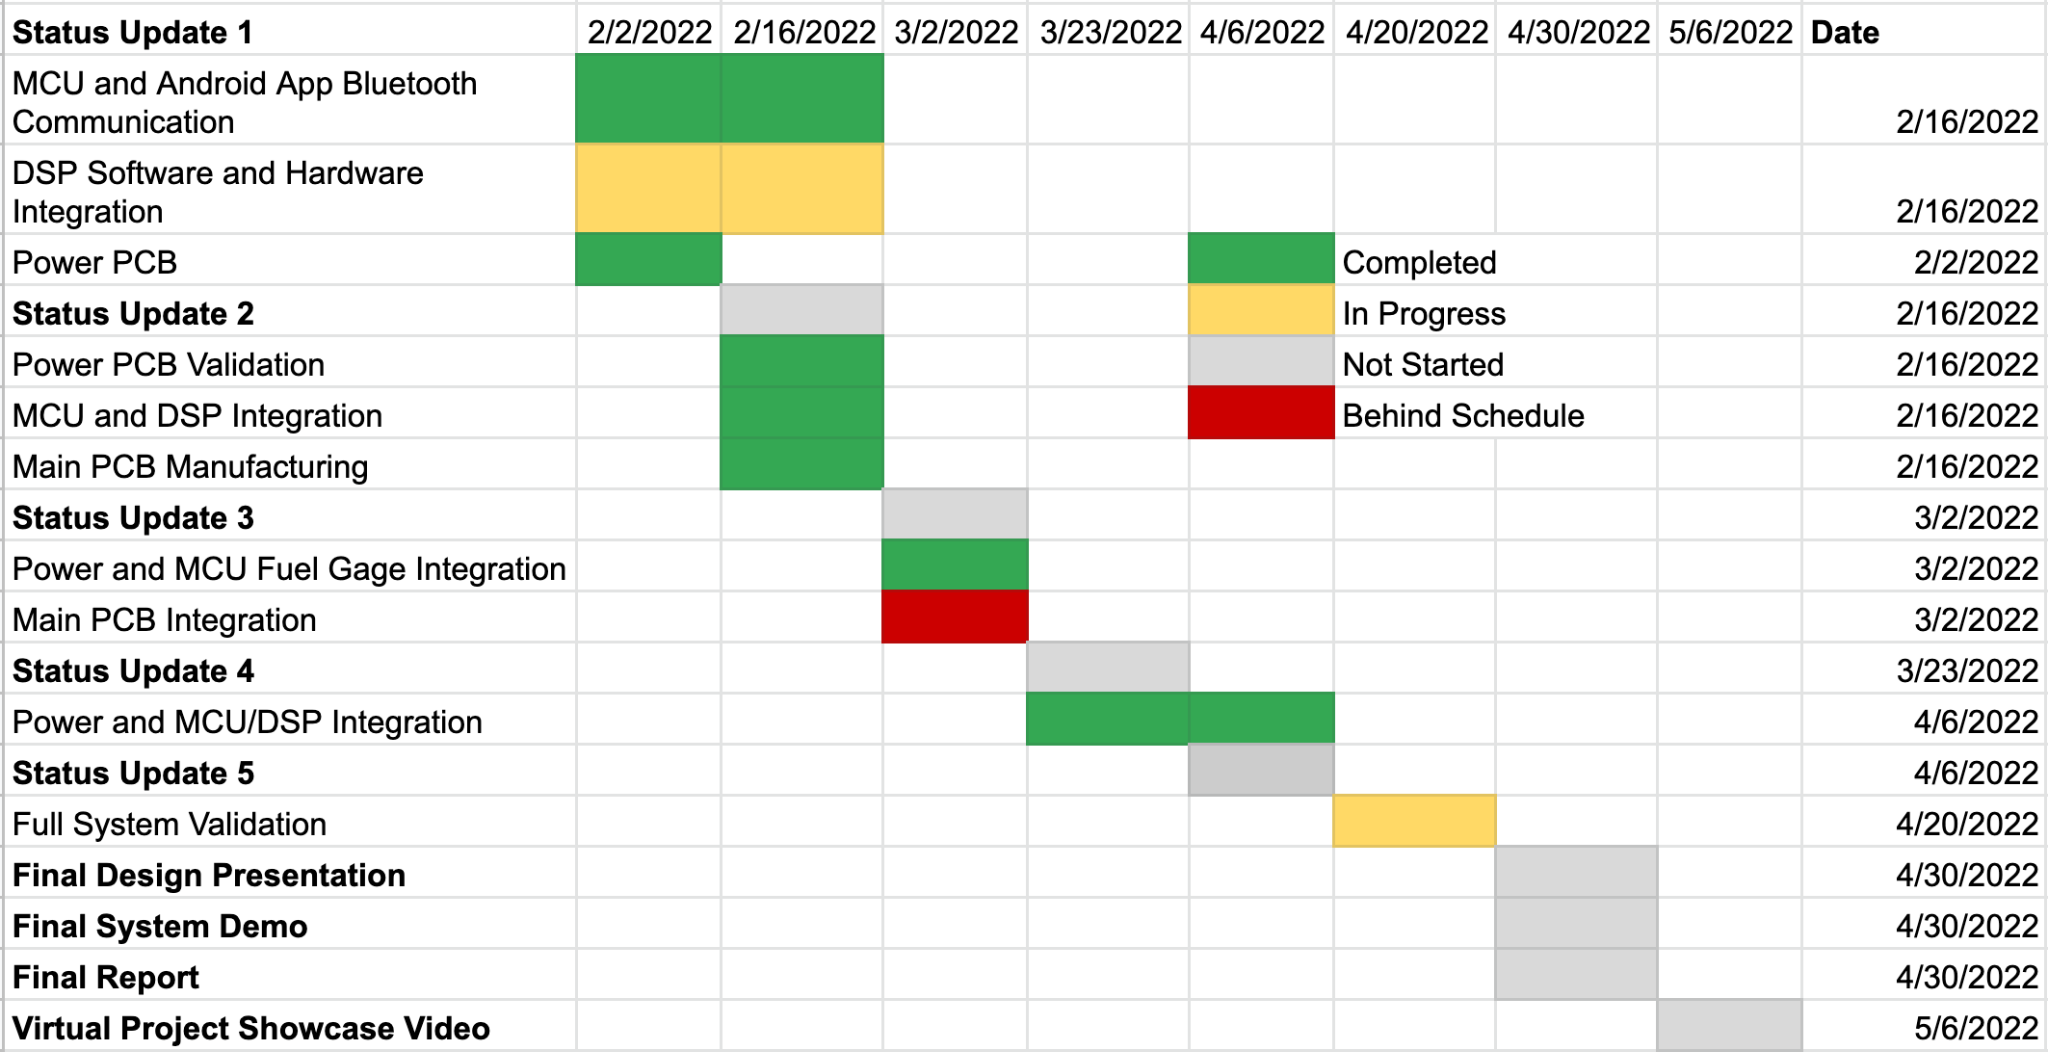 Status Update 1 2/2/2022 2/16/2022 3/2/2022 3/23/2022 4/6/2022 4/20/2022 4/30/2022 5/6/2022 Date
MCU and Android App Bluetooth
Communication 2/16/2022
DSP Software and Hardware
Integration 2/16/2022
Power PCB Completed 2/2/2022
Status Update 2 In Progress 2/16/2022
Power PCB Validation Not Started 2/16/2022
MCU and DSP Integration Behind Schedule 2/16/2022
Main PCB Manufacturing 2/16/2022
Status Update 3 3/2/2022
Power and MCU Fuel Gage Integration 3/2/2022
Main PCB Integration 3/2/2022
Status Update 4 3/23/2022
Power and MCU/DSP Integration 4/6/2022
Status Update 5 4/6/2022
Full System Validation 4/20/2022
Final Design Presentation 4/30/2022
Final System Demo 4/30/2022
Final Report 4/30/2022
Virtual Project Showcase Video 5/6/2022